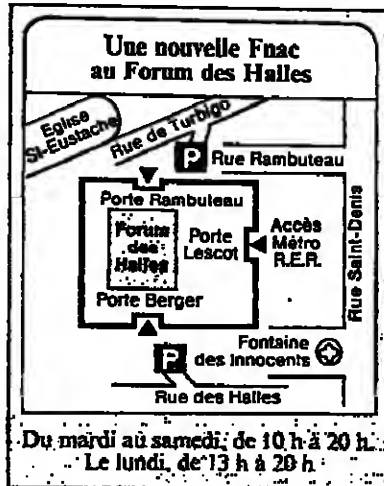 Une nouvelle Fnac
au Forum des Halles
Eglise
St-Eustache
Rue de Turbigo
P
Rue Rambuteau
Porte Rambuteau
Forum
des
Halles
Porte
Lescot
Accès
Métro
R.E.R.
Rue Saint-Denis
Porte Berger
Fontaine
des Innocents
P
Rue des Halles
Du mardi au samedi, de 10 h à 20 h.
Le lundi, de 13 h à 20 h.